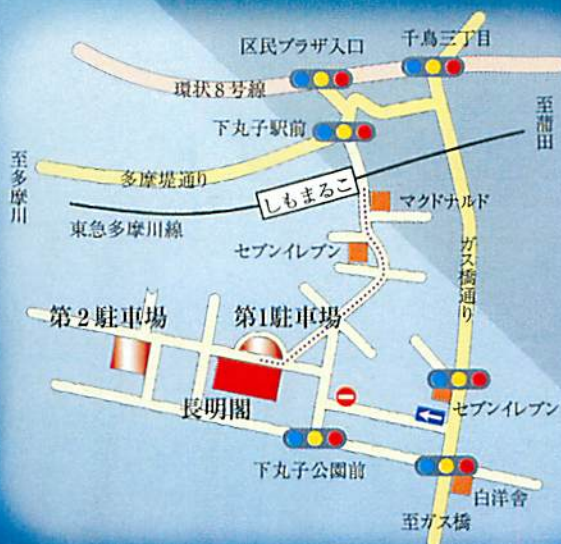 区民プラザ入口
千鳥三丁目
環状8号線
下丸子駅前
至蒲田
至多摩川
多摩堤通り
しもまるこ
マクドナルド
東急多摩川線
セブンイレブン
ガス橋通り
第2駐車場
第1駐車場
長明閣
セブンイレブン
下丸子公園前
白洋舎
至ガス橋